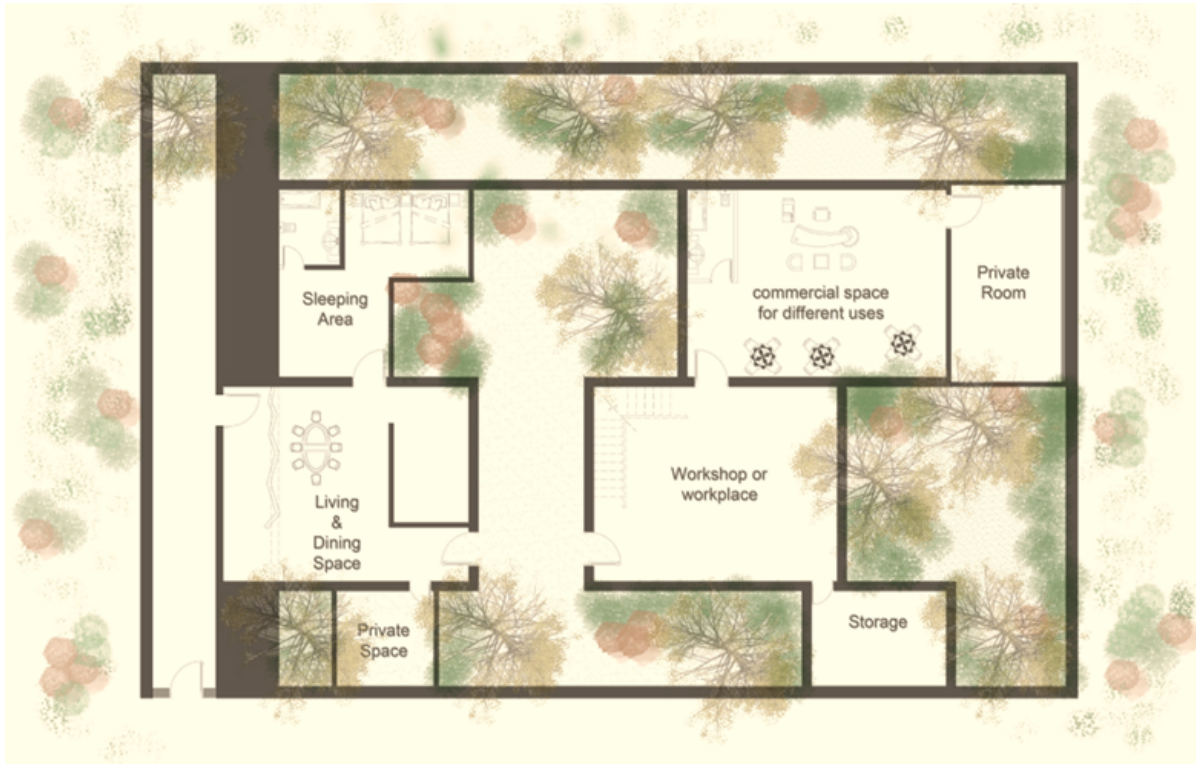 Sleeping
Area
commercial space
for different uses
Private
Room
Living
&
Dining
Space
Workshop or
workplace
Private
Space
Storage